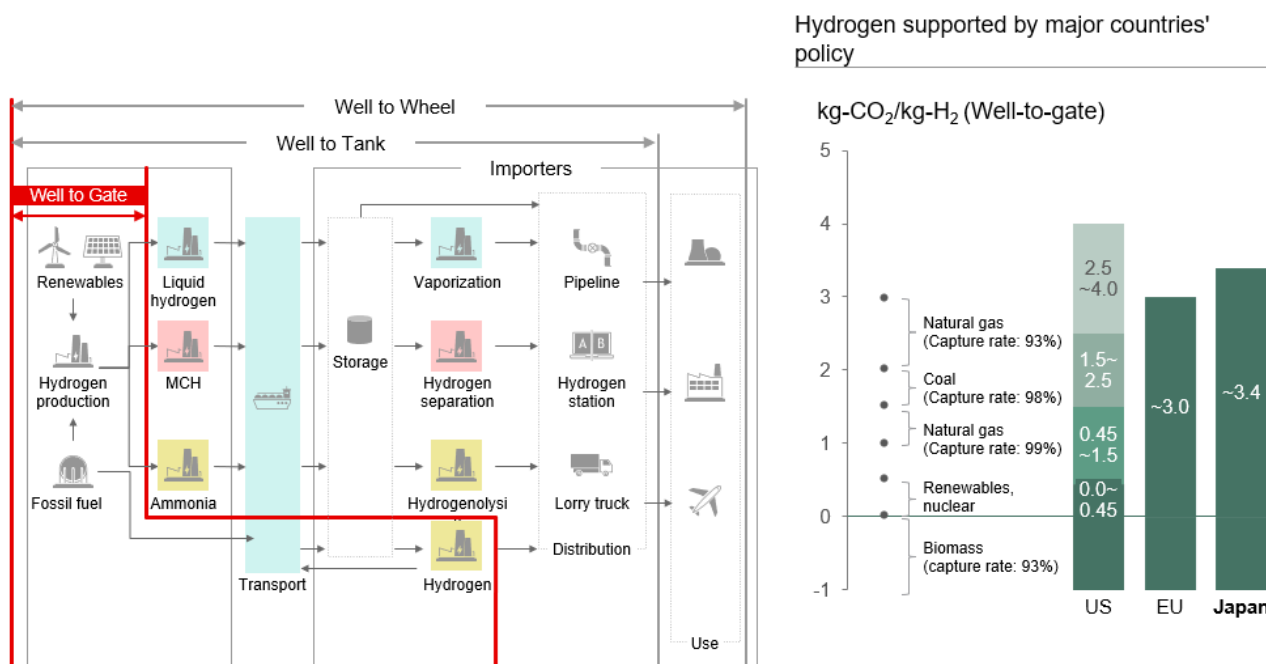 Hydrogen supported by major countries'
policy
Well to Wheel
Well to Tank
Importers
Well to Gate
Renewables
Hydrogen
production
Fossil fuel
Liquid
hydrogen
MCH
Ammonia
Transport
Storage
Vaporization
Hydrogen
separation
Hydrogenolysi
Hydrogen
Pipeline
A B
Hydrogen
station
Lorry truck
Distribution
Use
kg-CO₂/kg-H₂ (Well-to-gate)
5
4
3
2
1
0
-1
Natural gas
(Capture rate: 93%)
Coal
(Capture rate: 98%)
Natural gas
(Capture rate: 99%)
Renewables,
nuclear
Biomass
(capture rate: 93%)
2.5
~4.0
1.5~
2.5
0.45
~1.5
0.0~
0.45
~3.0
~3.4
US
EU
Japan